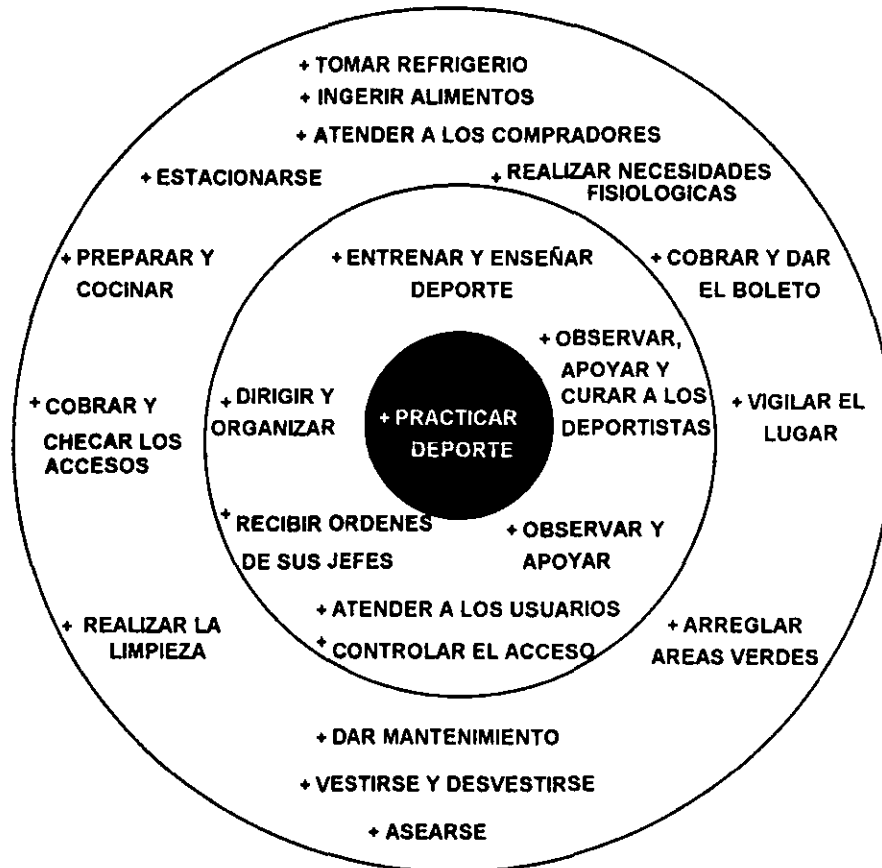 + TOMAR REFRIGERIO
+ INGERIR ALIMENTOS
+ ATENDER A LOS COMPRADORES
+ ESTACIONARSE
+ REALIZAR NECESIDADES
FISIOLOGICAS
+ PREPARAR Y
COCINAR
+ ENTRENAR Y ENSEÑAR
DEPORTE
+ COBRAR Y DAR
EL BOLETO
+ OBSERVAR,
APOYAR Y
CURAR A LOS
DEPORTISTAS
+ COBRAR Y
CHECAR LOS
ACCESOS
+ DIRIGIR Y
ORGANIZAR
+ PRACTICAR
DEPORTE
+ VIGILAR EL
LUGAR
+ RECIBIR ORDENES
DE SUS JEFES
+ OBSERVAR Y
APOYAR
+ ATENDER A LOS USUARIOS
+ CONTROLAR EL ACCESO
+ REALIZAR LA
LIMPIEZA
+ ARREGLAR
AREAS VERDES
+ DAR MANTENIMIENTO
+ VESTIRSE Y DESVESTIRSE
+ ASEARSE